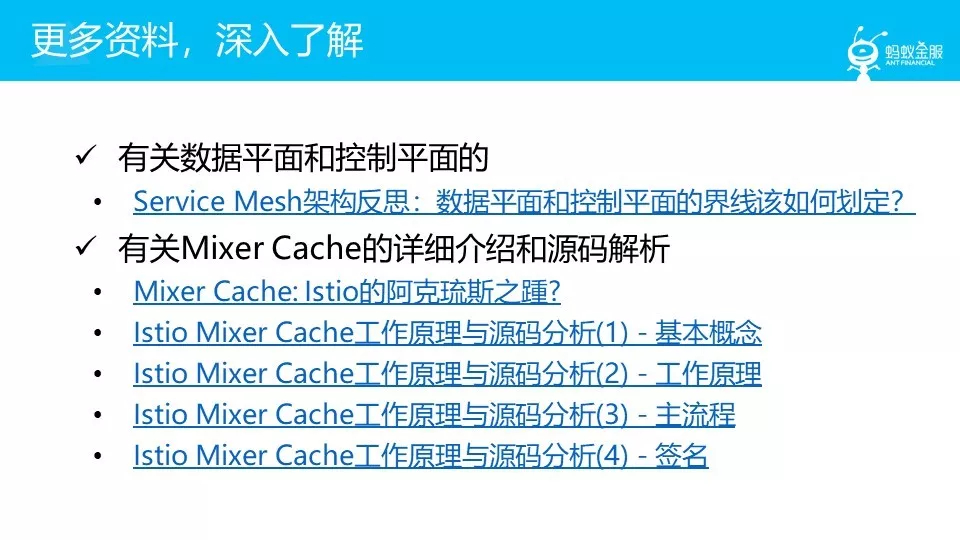 更多资料，深入了解
蚂蚁金服
ANT FINANCIAL
✓ 有关数据平面和控制平面的
• Service Mesh架构反思：数据平面和控制平面的界线该如何划定？
✓ 有关Mixer Cache的详细介绍和源码解析
• Mixer Cache: Istio的阿克琉斯之踵?
• Istio Mixer Cache工作原理与源码分析(1) - 基本概念
• Istio Mixer Cache工作原理与源码分析(2) - 工作原理
• Istio Mixer Cache工作原理与源码分析(3) - 主流程
• Istio Mixer Cache工作原理与源码分析(4) - 签名